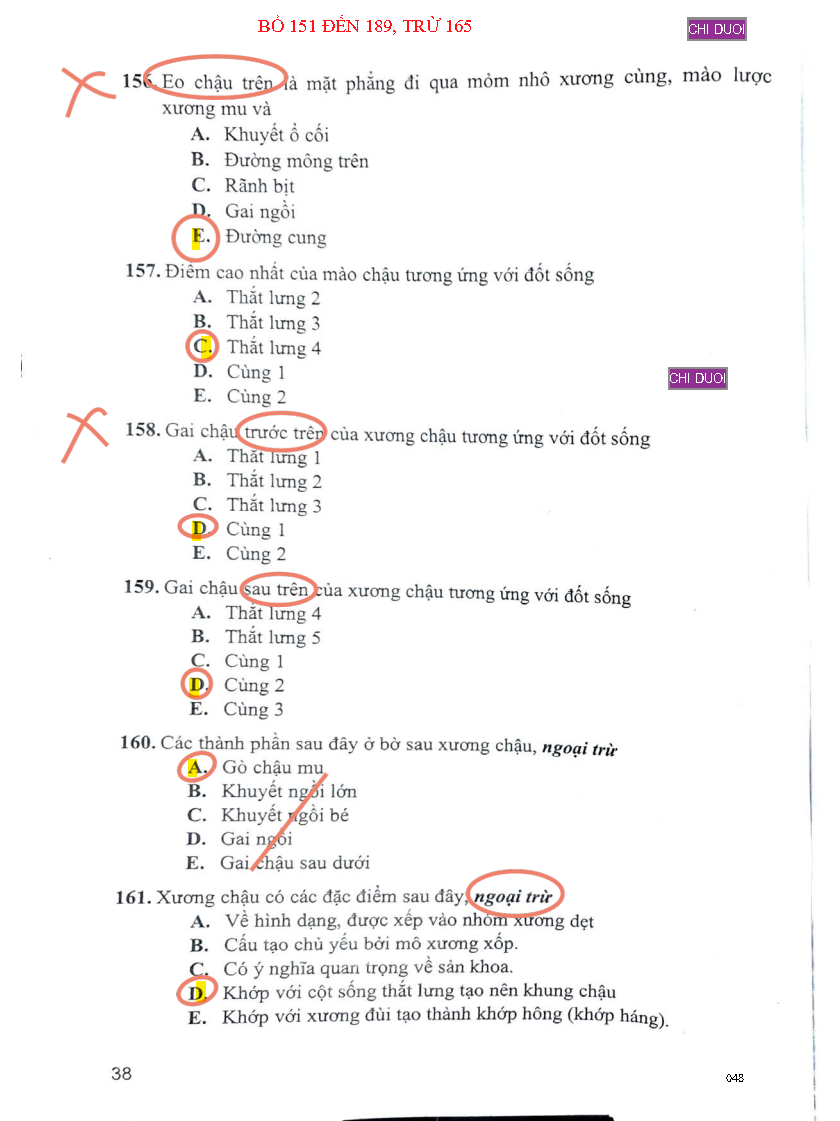 BỎ 151 ĐẾN 189, TRỪ 165
CHI DUOI
156. Eo chậu trên là mặt phẳng đi qua mỏm nhô xương cùng, mào lược
xương mu và
A. Khuyết ổ cối
B. Đường mông trên
C. Rãnh bịt
D. Gai ngồi
E. Đường cung
157. Điểm cao nhất của mào chậu tương ứng với đốt sống
A. Thắt lưng 2
B. Thắt lưng 3
C. Thắt lưng 4
D. Cùng 1
E. Cùng 2
CHI DUOI
158. Gai chậu trước trên của xương chậu tương ứng với đốt sống
A. Thắt lưng 1
B. Thắt lưng 2
C. Thắt lưng 3
D. Cùng 1
E. Cùng 2
159. Gai chậu sau trên của xương chậu tương ứng với đốt sống
A. Thắt lưng 4
B. Thắt lưng 5
C. Cùng 1
D. Cùng 2
E. Cùng 3
160. Các thành phần sau đây ở bờ sau xương chậu, ngoại trừ
A. Gò chậu mu
B. Khuyết ngồi lớn
C. Khuyết ngồi bé
D. Gai ngồi
E. Gai chậu sau dưới
161. Xương chậu có các đặc điểm sau đây, ngoại trừ
A. Về hình dạng, được xếp vào nhóm xương dẹt
B. Cấu tạo chủ yếu bởi mô xương xốp.
C. Có ý nghĩa quan trọng về sản khoa.
D. Khớp với cột sống thắt lưng tạo nên khung chậu
E. Khớp với xương đùi tạo thành khớp hông (khớp háng).
38
048